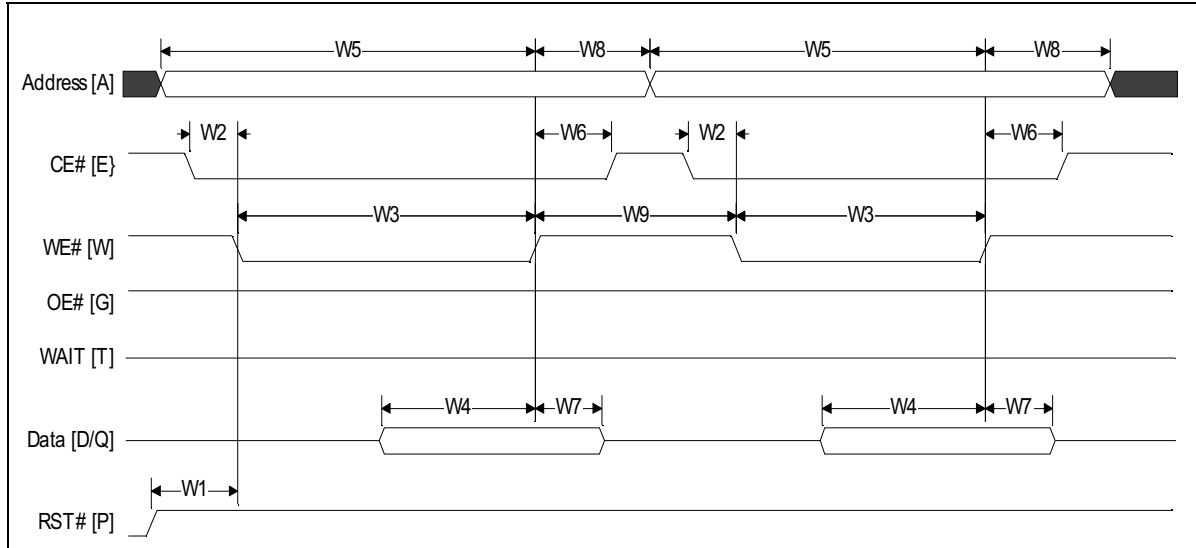 W5 W8 W5 W8
Address [A]
W2 W6 W2 W6
CE# [E}
W3 W9 W3
WE# [W]
OE# [G]
WAIT [T]
W4 W7 W4 W7
Data [D/Q]
W1
RST# [P]